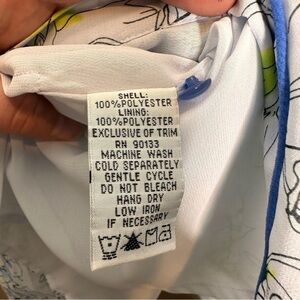 SHELL:
100%POLYESTER
LINING:
100%POLYESTER
EXCLUSIVE OF TRIM
RN 90133
MACHINE WASH
COLD SEPARATELY
GENTLE CYCLE
DO NOT BLEACH
HANG DRY
LOW IRON
IF NECESSARY